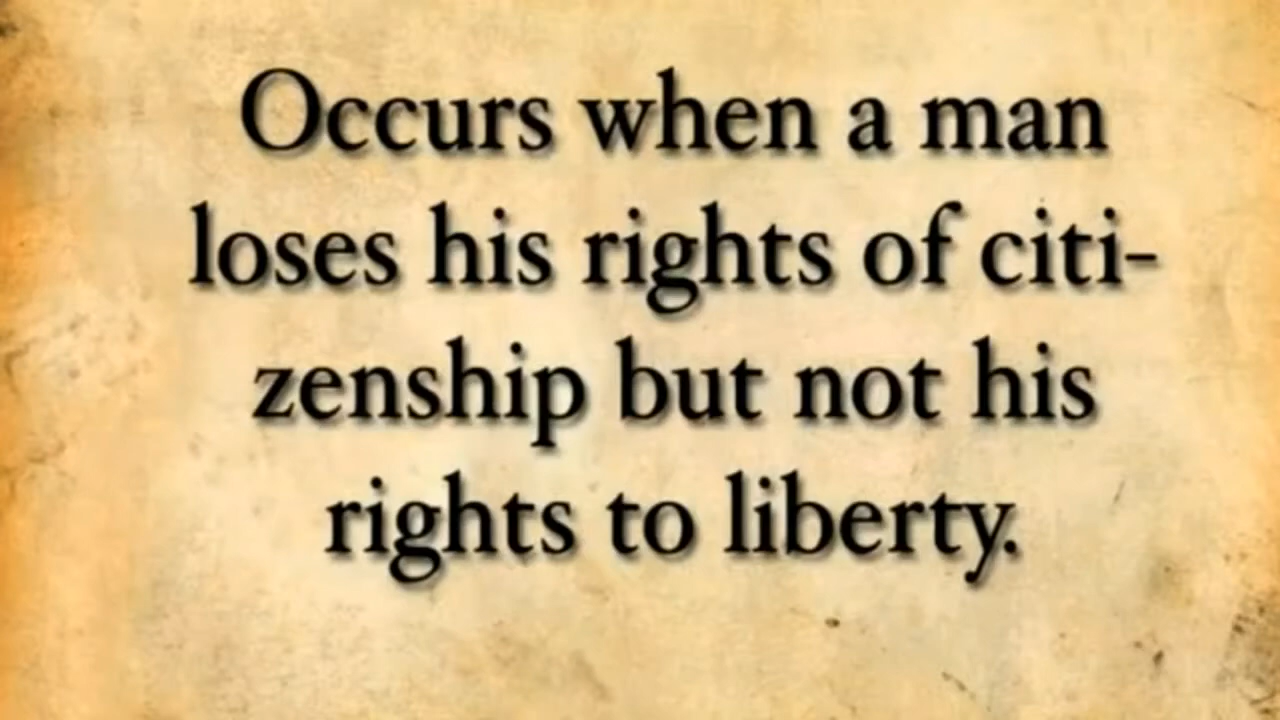 Occurs when a man
loses his rights of citi-
zenship but not his
rights to liberty.